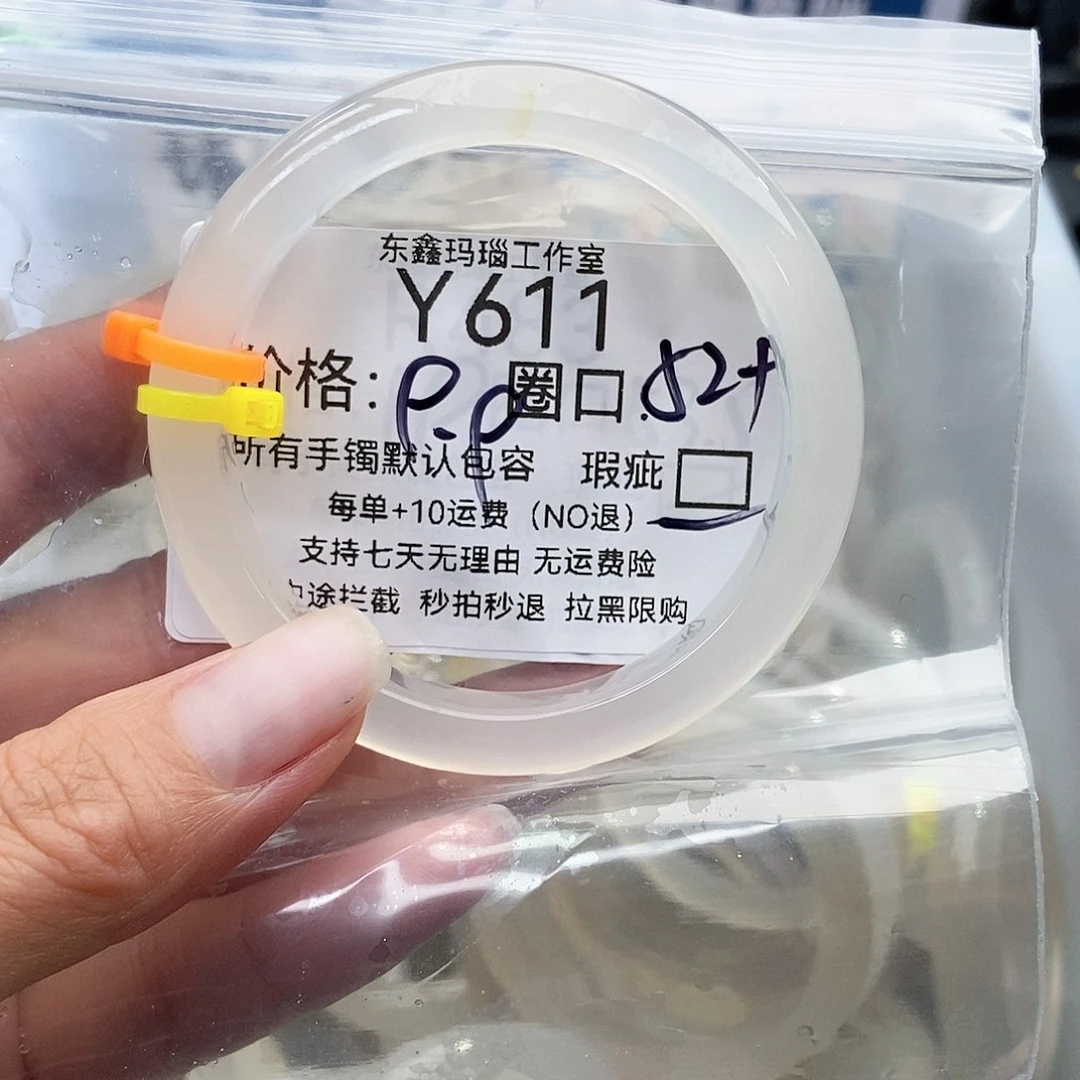 东鑫玛瑙工作室
Y611
价格: P.P 圈口.52+
所有手镯默认包容 瑕疵
每单+10运费（NO退）
支持七天无理由 无运费险
中途拦截 秒拍秒退 拉黑限购